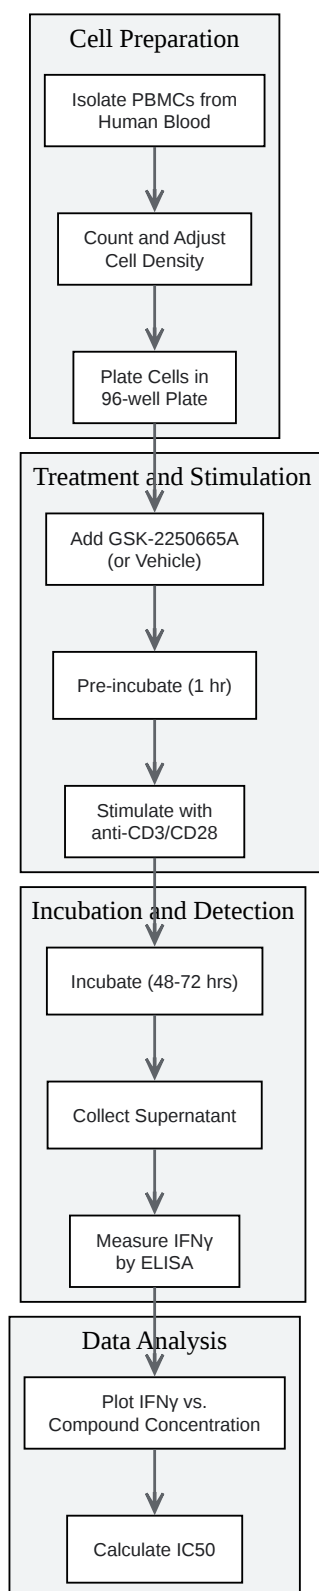 Cell Preparation
Isolate PBMCs from
Human Blood
Count and Adjust
Cell Density
Plate Cells in
96-well Plate
Treatment and Stimulation
Add GSK-2250665A
(or Vehicle)
Pre-incubate (1 hr)
Stimulate with
anti-CD3/CD28
Incubation and Detection
Incubate (48-72 hrs)
Collect Supernatant
Measure IFNγ
by ELISA
Data Analysis
Plot IFNγ vs.
Compound Concentration
Calculate IC50